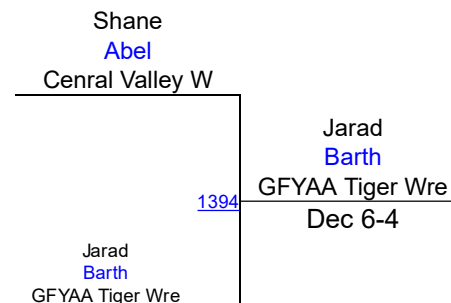 Shane
Abel
Cenral Valley W
Jarad
Barth
GFYAA Tiger Wre
1394
Dec 6-4
Jarad
Barth
GFYAA Tiger Wre